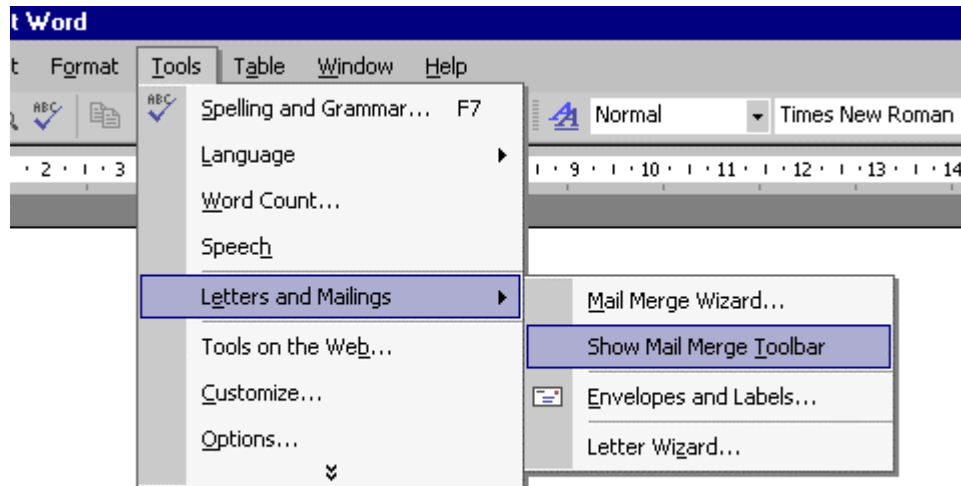 t Word
t Format Tools Table Window Help
ABC ABC Spelling and Grammar... F7 Normal Times New Roman
Language
· 2 · ı · 3 ı · 9 · ı · 10 · ı · 11 · ı · 12 · ı · 13 · ı · 14
Word Count...
Speech
Letters and Mailings
Mail Merge Wizard...
Tools on the Web...
Show Mail Merge Toolbar
Customize...
Envelopes and Labels...
Options...
Letter Wizard...